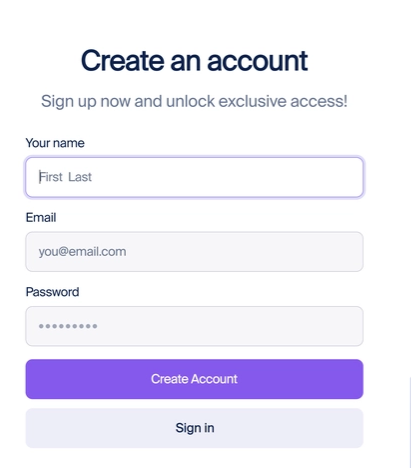 Create an account
Sign up now and unlock exclusive access!
Your name
First Last
Email
you@email.com
Password
•••••••••
Create Account
Sign in